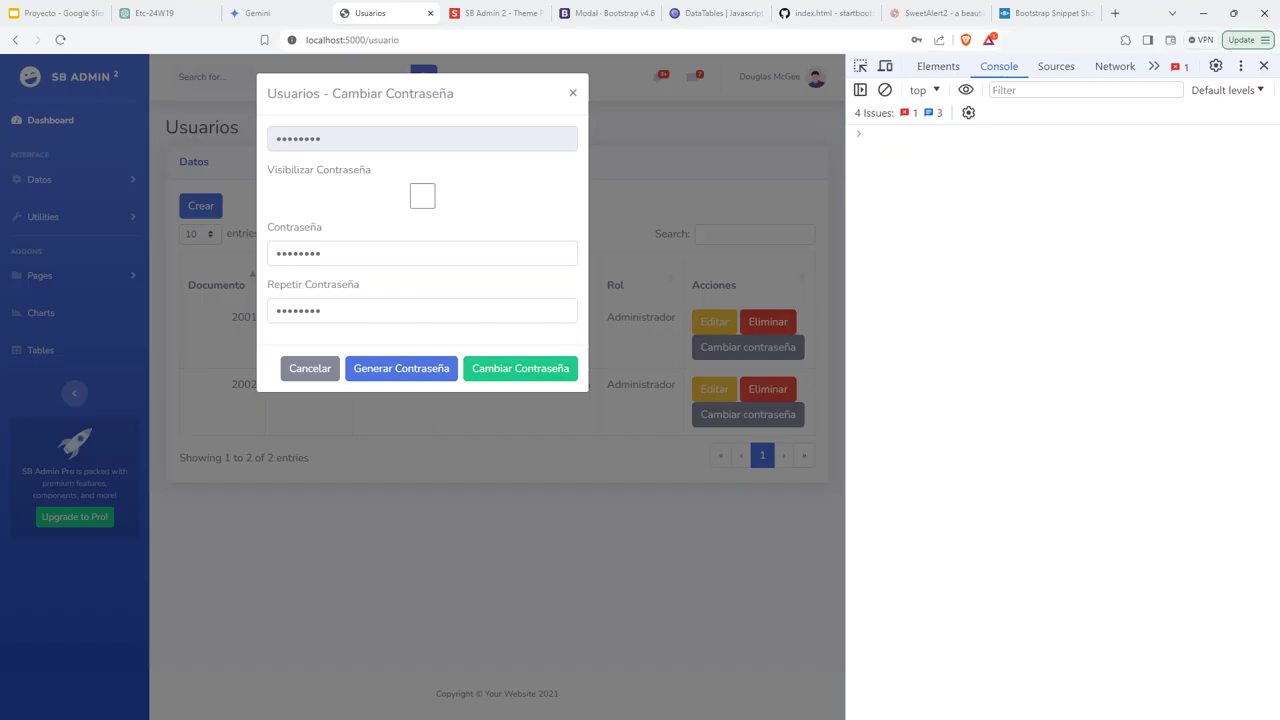 Proyecto - Google Slid
Etc-24W19
Gemini
Usuarios
SB Admin 2 - Theme P
Modal · Bootstrap v4.6
DataTables | Javascrip
index.html - startboot
SweetAlert2 - a beaut
Bootstrap Snippet Sho
localhost:5000/usuario
VPN
Update
SB ADMIN 2
Dashboard
INTERFACE
Datos
Utilities
ADDONS
Pages
Charts
Tables
SB Admin Pro is packed with
premium features,
components, and more!
Upgrade to Pro!
Search for...
3+
7
Douglas McGee
Usuarios
Datos
Crear
10
entries
Search:
Documento
Rol
Acciones
2001
Administrador
Editar
Eliminar
Cambiar contraseña
2002
Administrador
Editar
Eliminar
Cambiar contraseña
Showing 1 to 2 of 2 entries
« ‹ 1 › »
Copyright © Your Website 2021
Usuarios - Cambiar Contraseña
×
••••••••
Visibilizar Contraseña
Contraseña
••••••••
Repetir Contraseña
••••••••
Cancelar
Generar Contraseña
Cambiar Contraseña
Elements
Console
Sources
Network
1
top
Filter
Default levels
4 Issues:
1
3